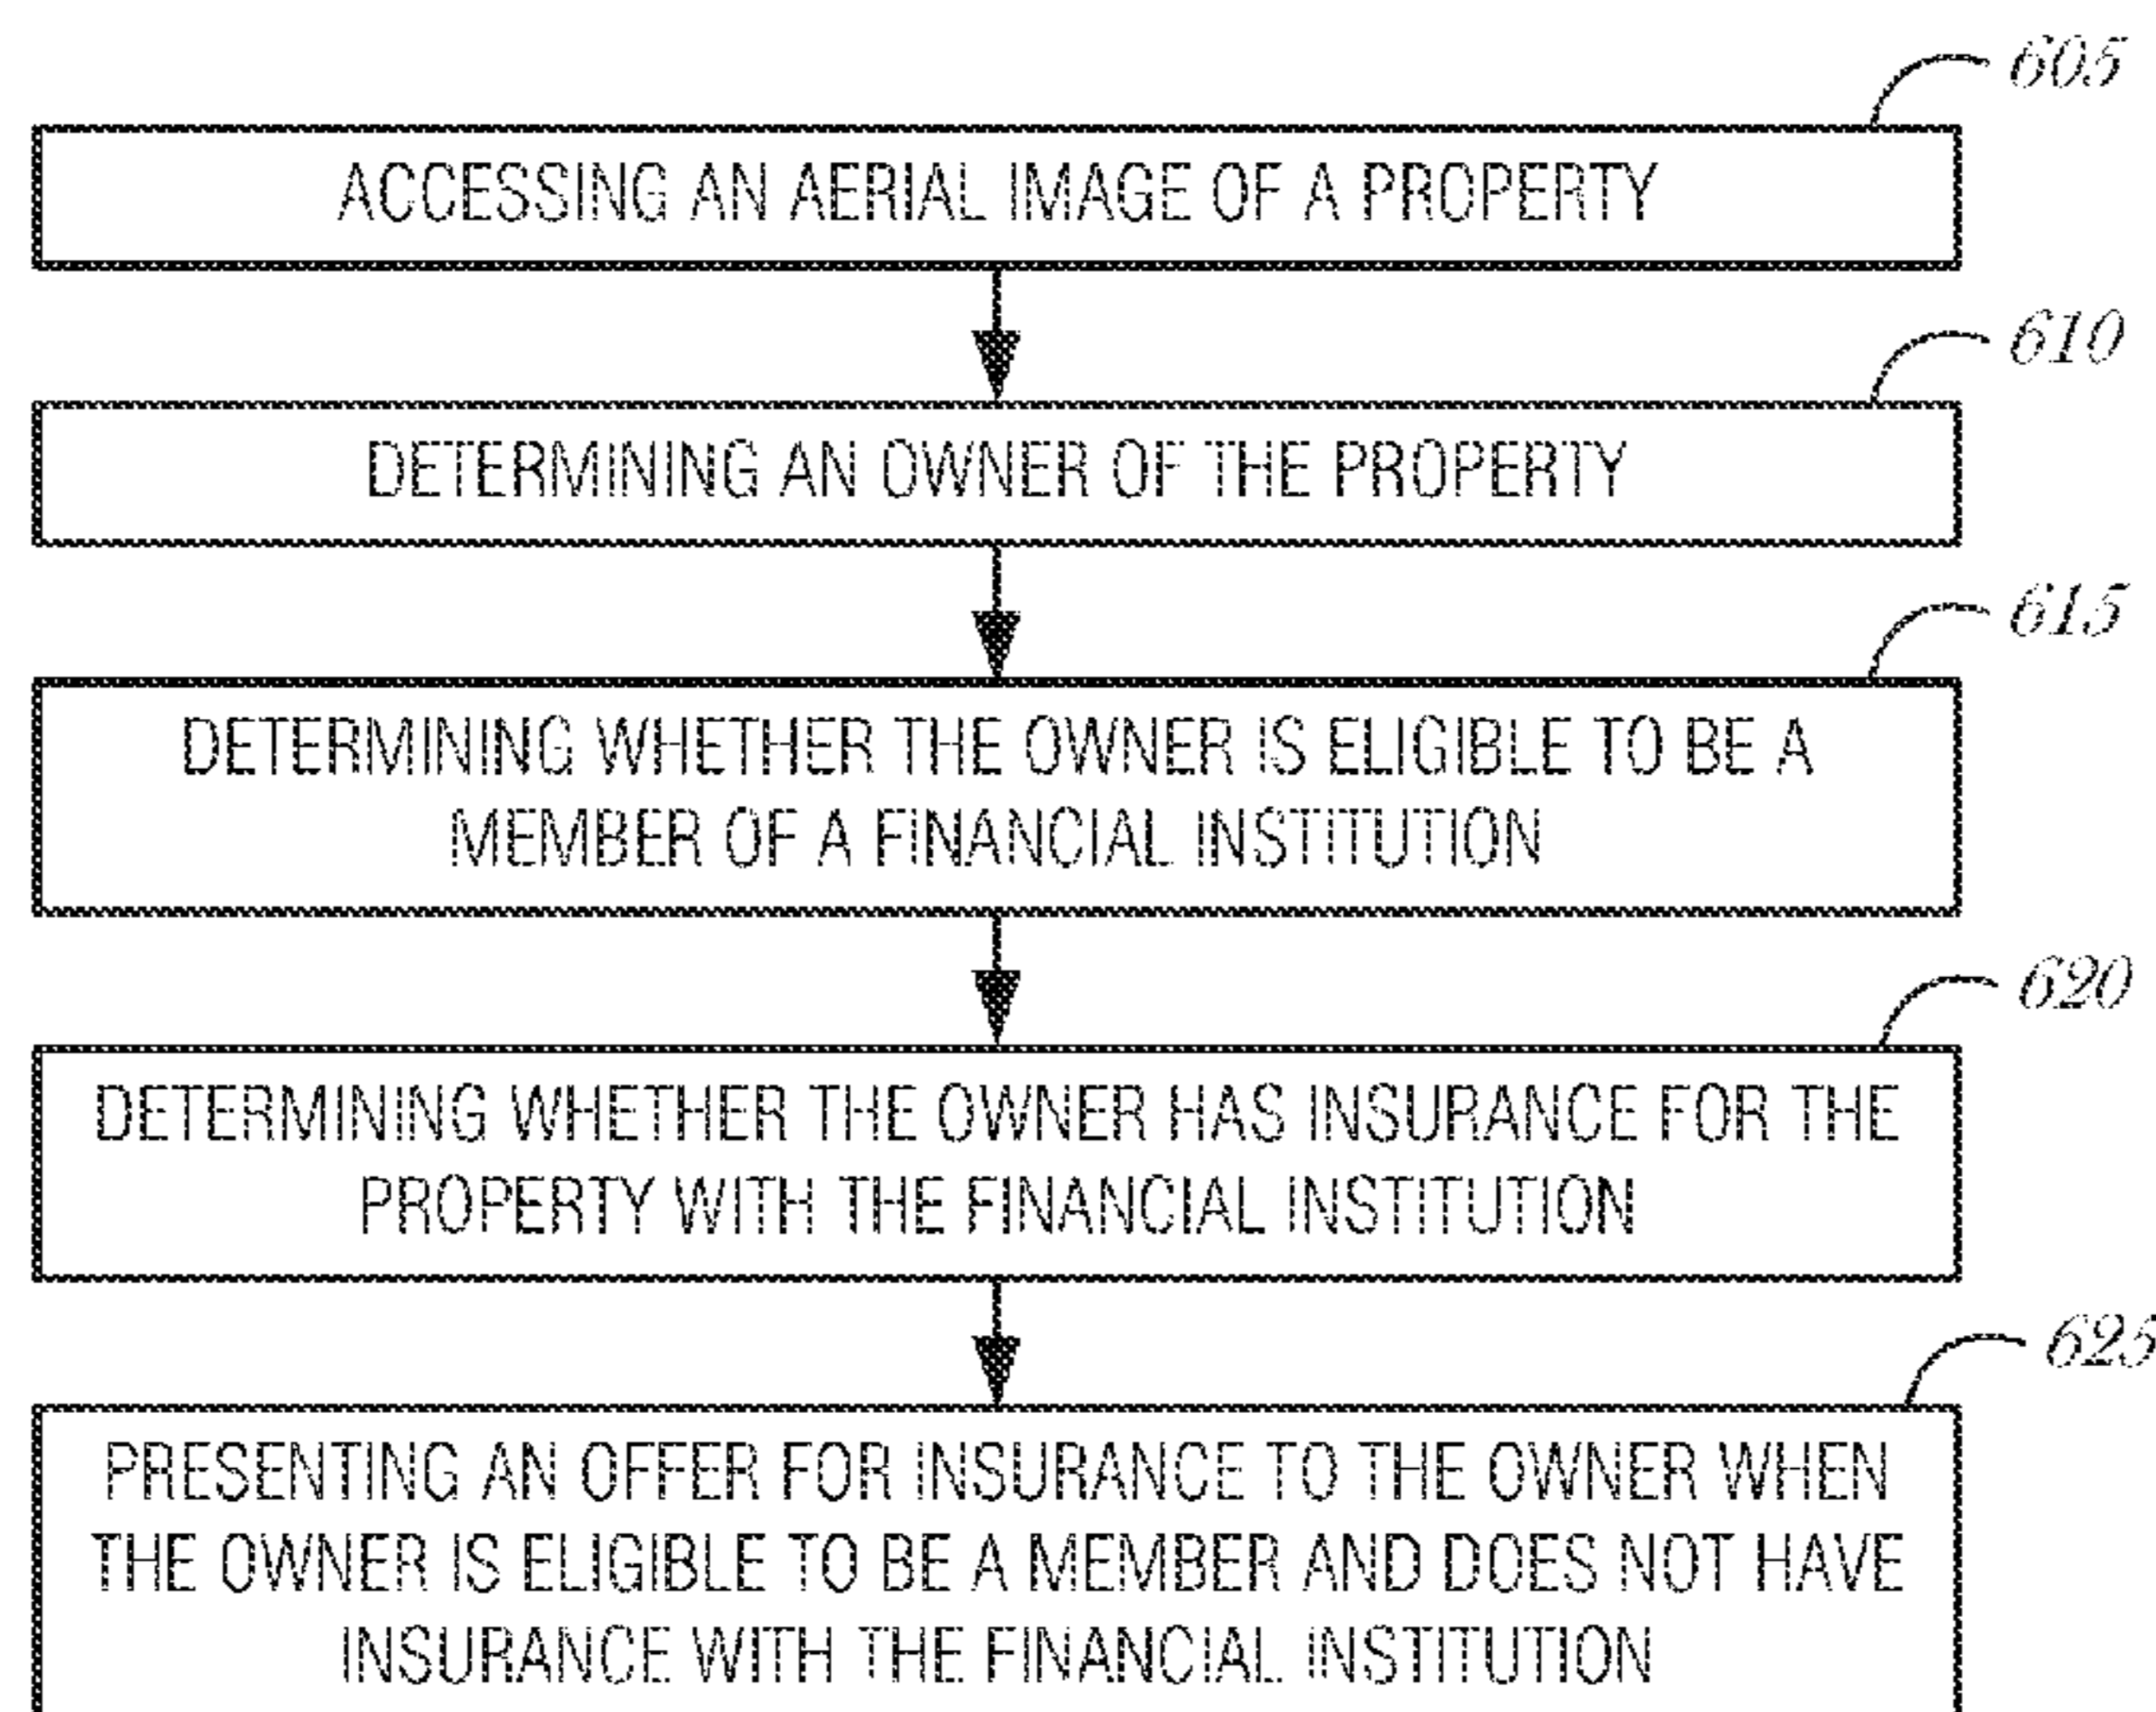 605
ACCESSING AN AERIAL IMAGE OF A PROPERTY
610
DETERMINING AN OWNER OF THE PROPERTY
615
DETERMINING WHETHER THE OWNER IS ELIGIBLE TO BE A
MEMBER OF A FINANCIAL INSTITUTION
620
DETERMINING WHETHER THE OWNER HAS INSURANCE FOR THE
PROPERTY WITH THE FINANCIAL INSTITUTION
625
PRESENTING AN OFFER FOR INSURANCE TO THE OWNER WHEN
THE OWNER IS ELIGIBLE TO BE A MEMBER AND DOES NOT HAVE
INSURANCE WITH THE FINANCIAL INSTITUTION